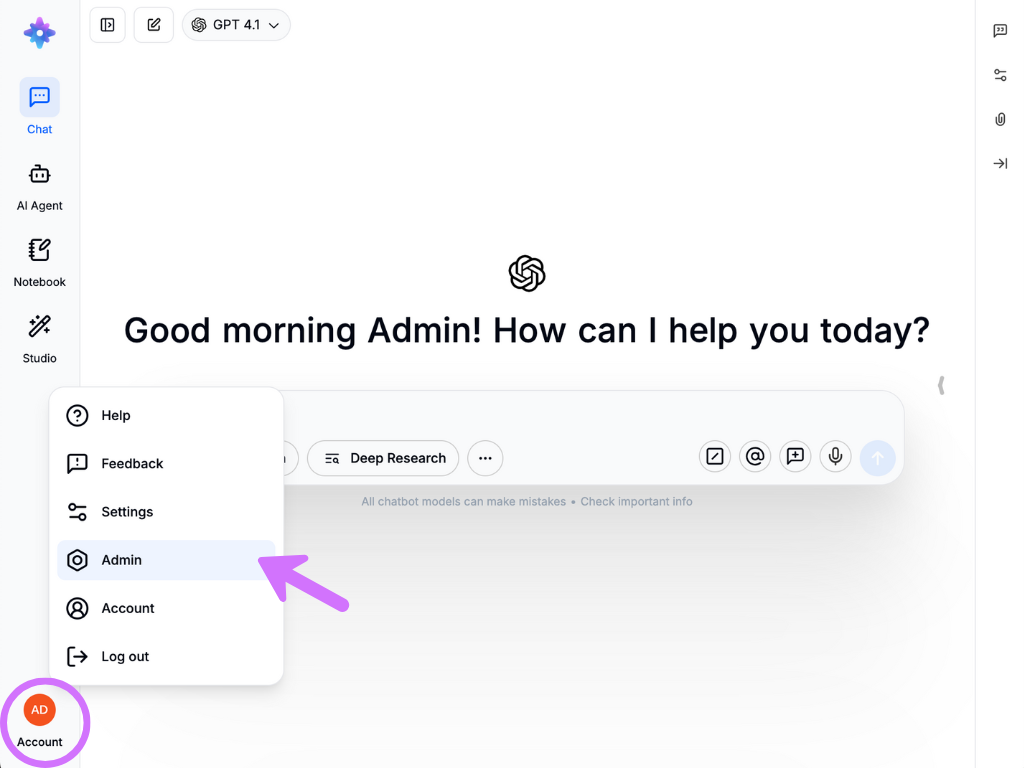 GPT 4.1
Chat
AI Agent
Notebook
Studio
Good morning Admin! How can I help you today?
Help
Feedback
Settings
Admin
Account
Log out
Deep Research
All chatbot models can make mistakes • Check important info
AD
Account